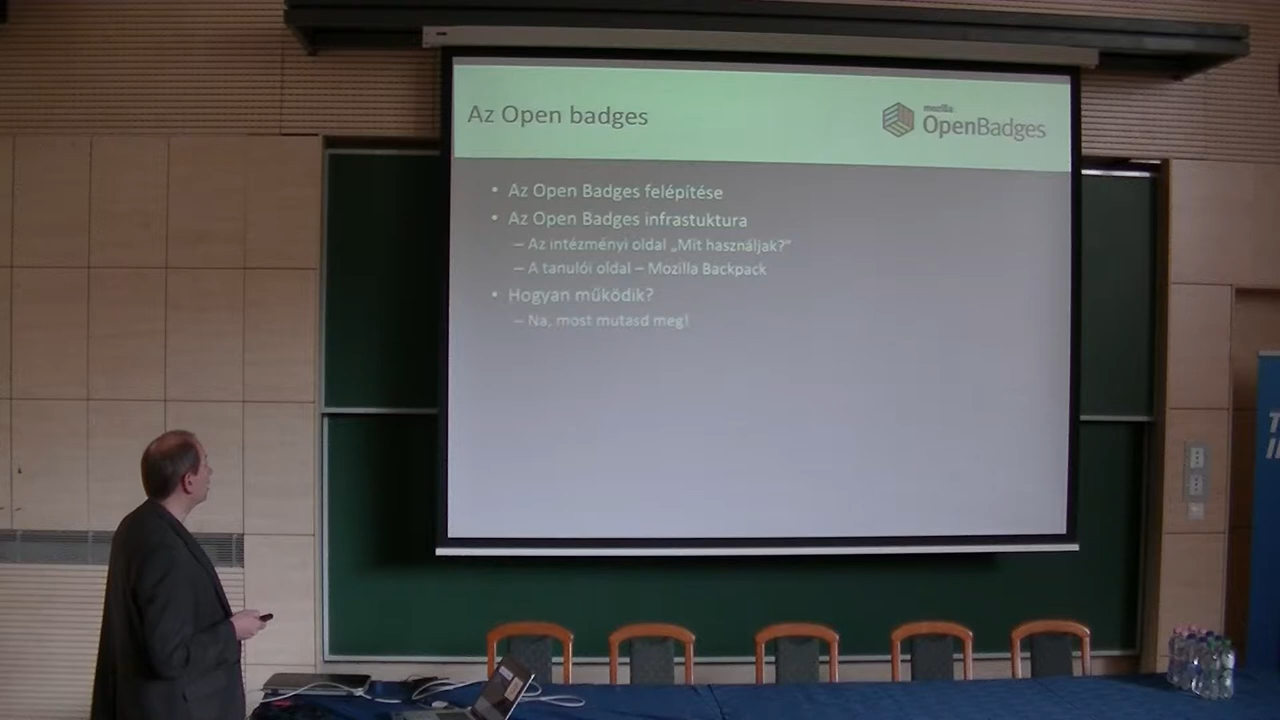 Az Open badges
mozilla
OpenBadges
• Az Open Badges felépítése
• Az Open Badges infrastuktura
– Az intézményi oldal „Mit használjak?"
– A tanulói oldal – Mozilla Backpack
• Hogyan működik?
– Na, most mutasd meg!